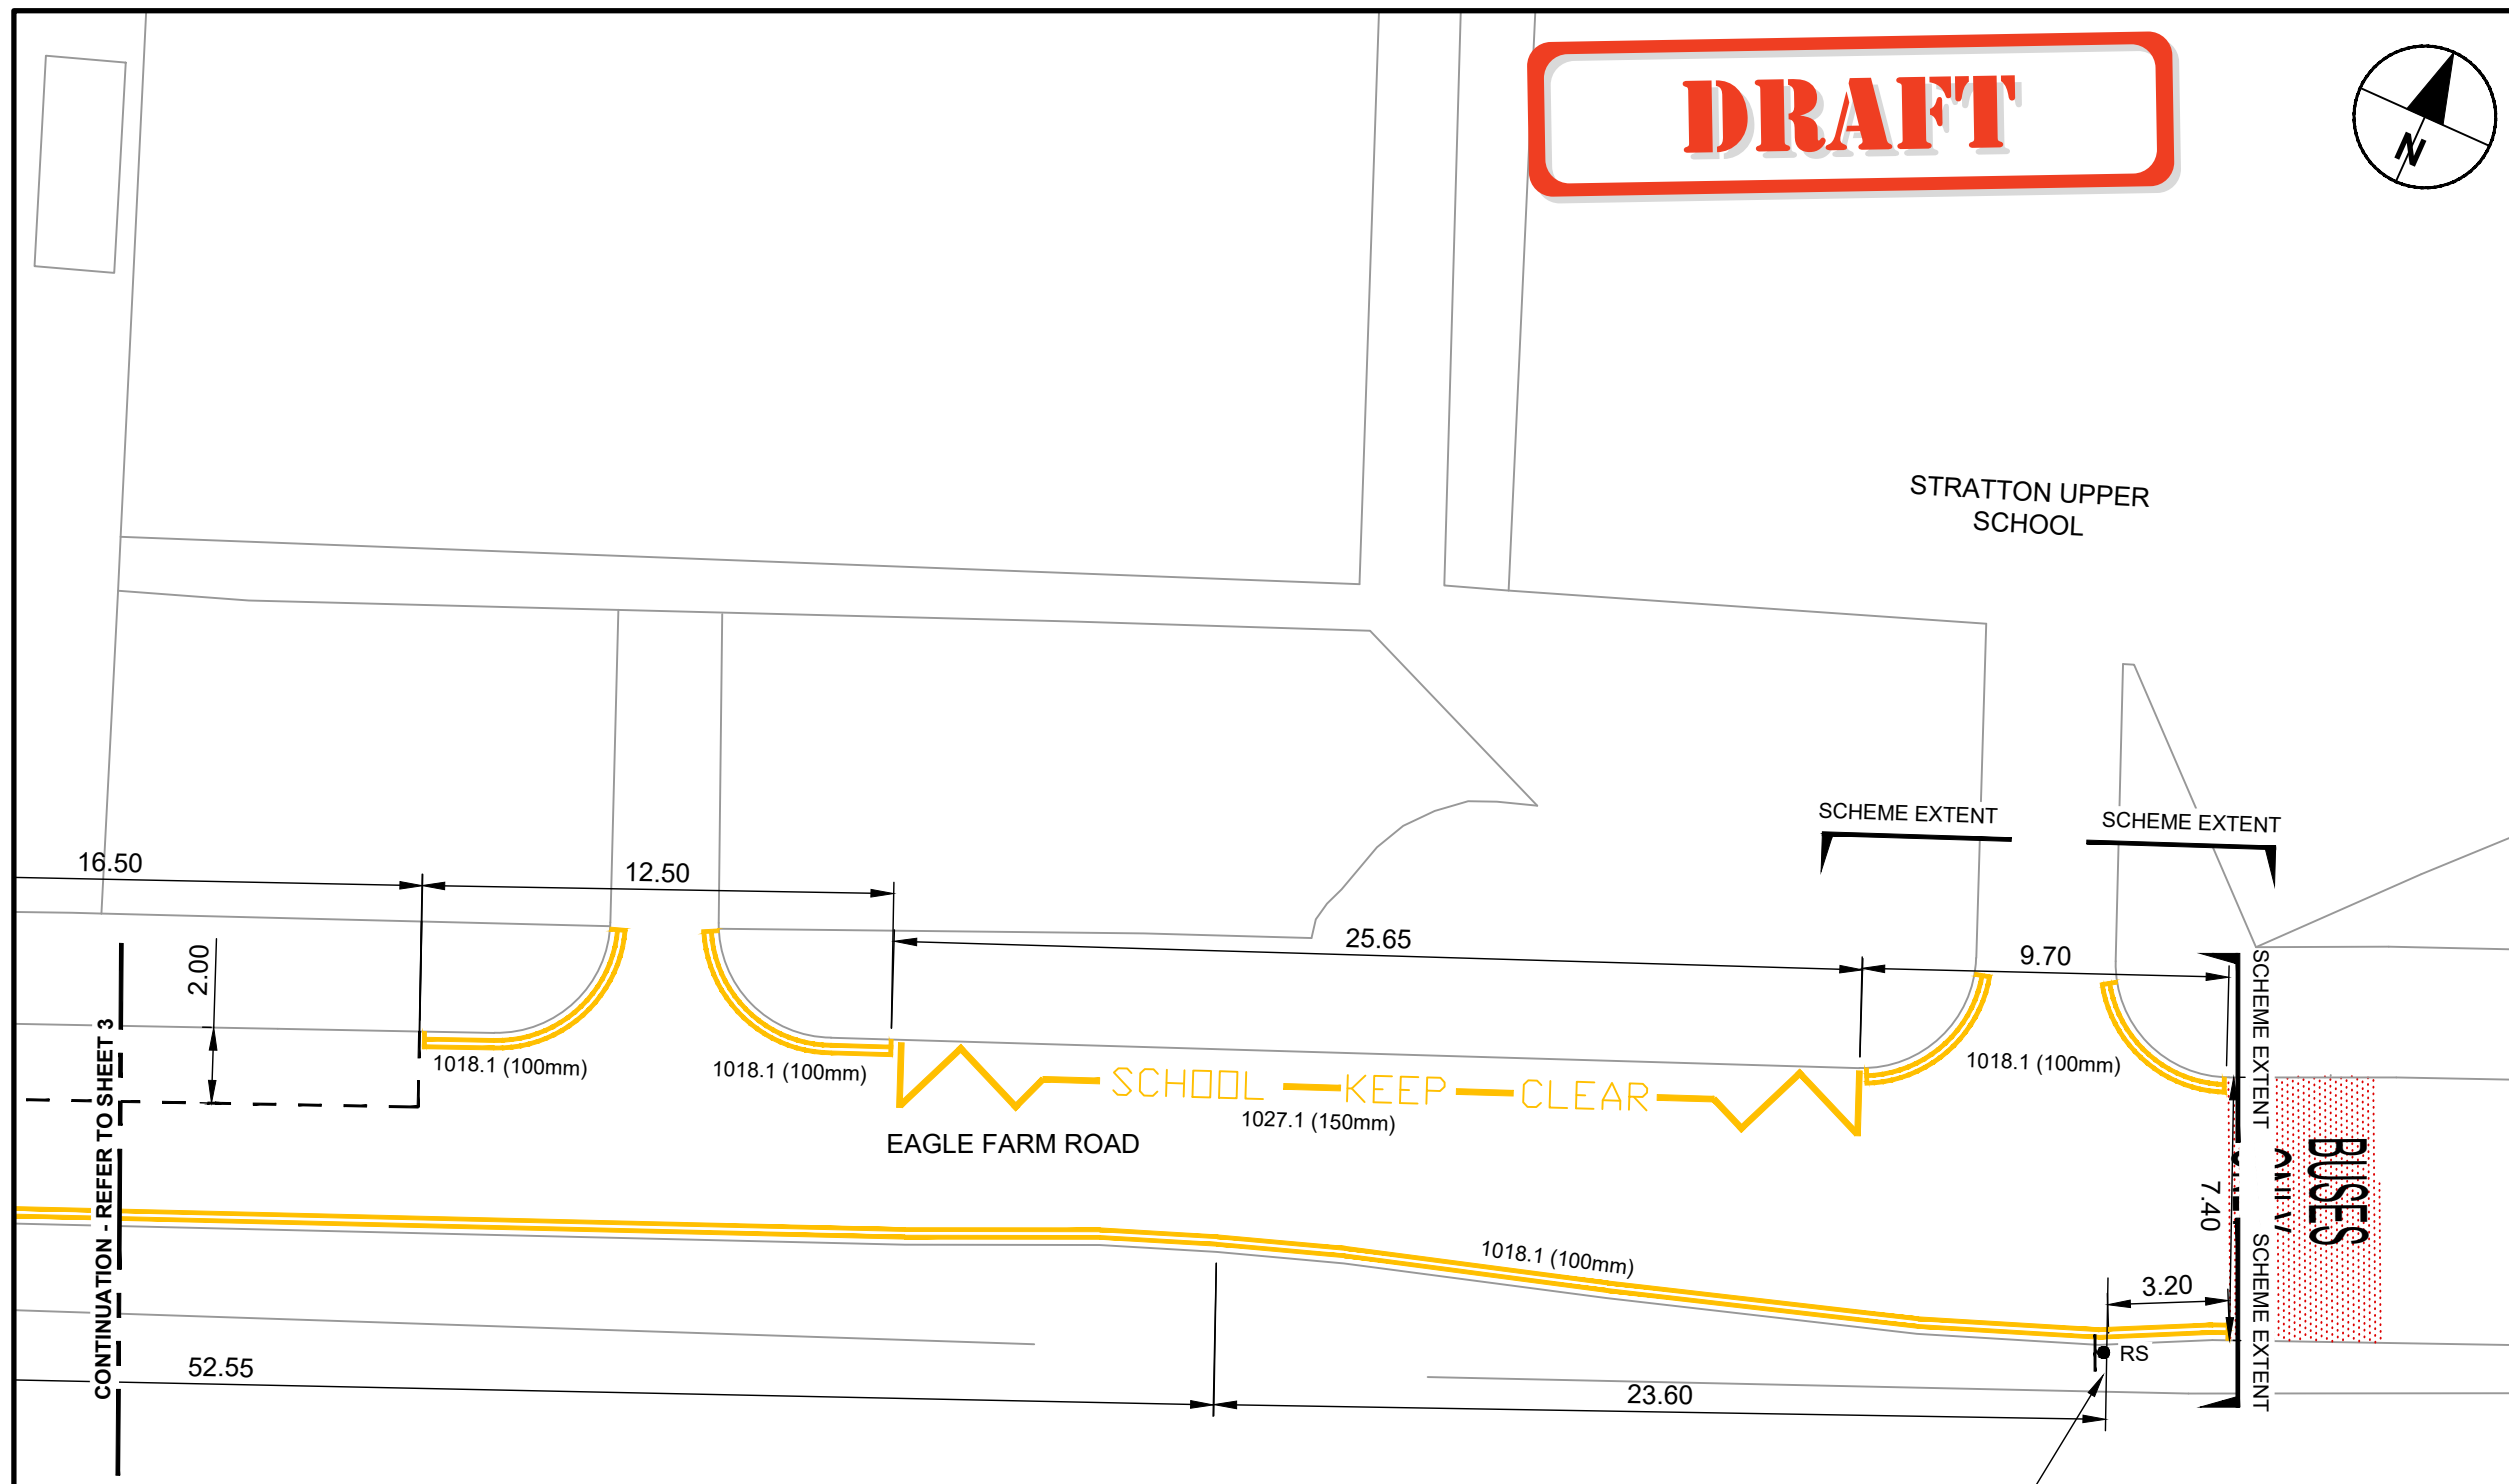 DRAFT
N
STRATTON UPPER
SCHOOL
SCHEME EXTENT
SCHEME EXTENT
16.50
12.50
25.65
9.70
2.00
SCHEME EXTENT
CONTINUATION - REFER TO SHEET 3
1018.1 (100mm)
1018.1 (100mm)
SCHOOL KEEP CLEAR
1027.1 (150mm)
1018.1 (100mm)
EAGLE FARM ROAD
BUSES
7.40
SCHEME EXTENT
1018.1 (100mm)
3.20
RS
52.55
23.60